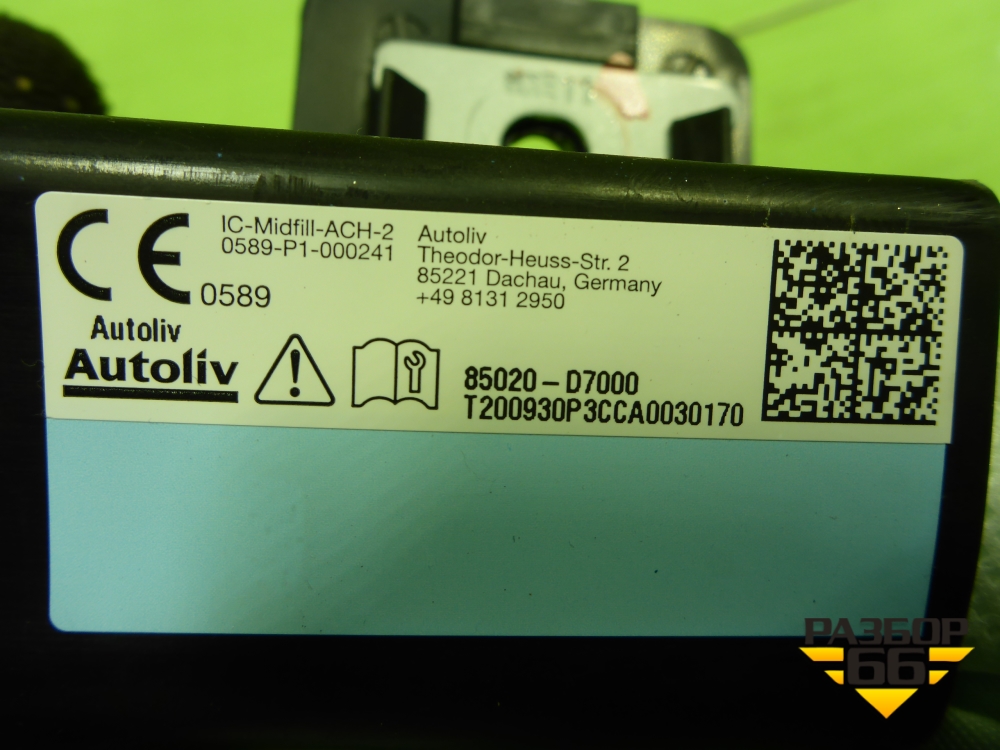 CE 0589
IC-Midfill-ACH-2
0589-P1-000241
Autoliv
Theodor-Heuss-Str. 2
85221 Dachau, Germany
+49 8131 2950
Autoliv
Autoliv
85020-D7000
T200930P3CCA0030170
РАЗБОР
66